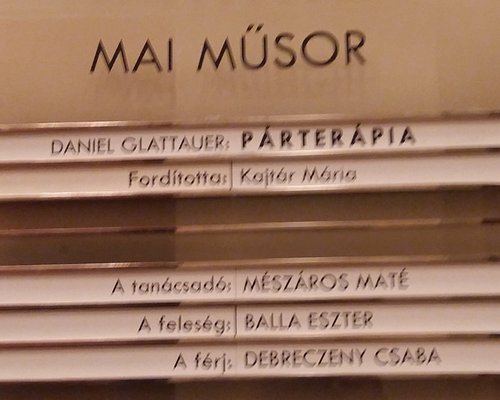 MAI MŰSOR
DANIEL GLATTAUER: PÁRTERÁPIA
Fordította: Kajtár Mária
A tanácsadó: MÉSZÁROS MÁTÉ
A feleség: BALLA ESZTER
A férj: DEBRECZENY CSABA